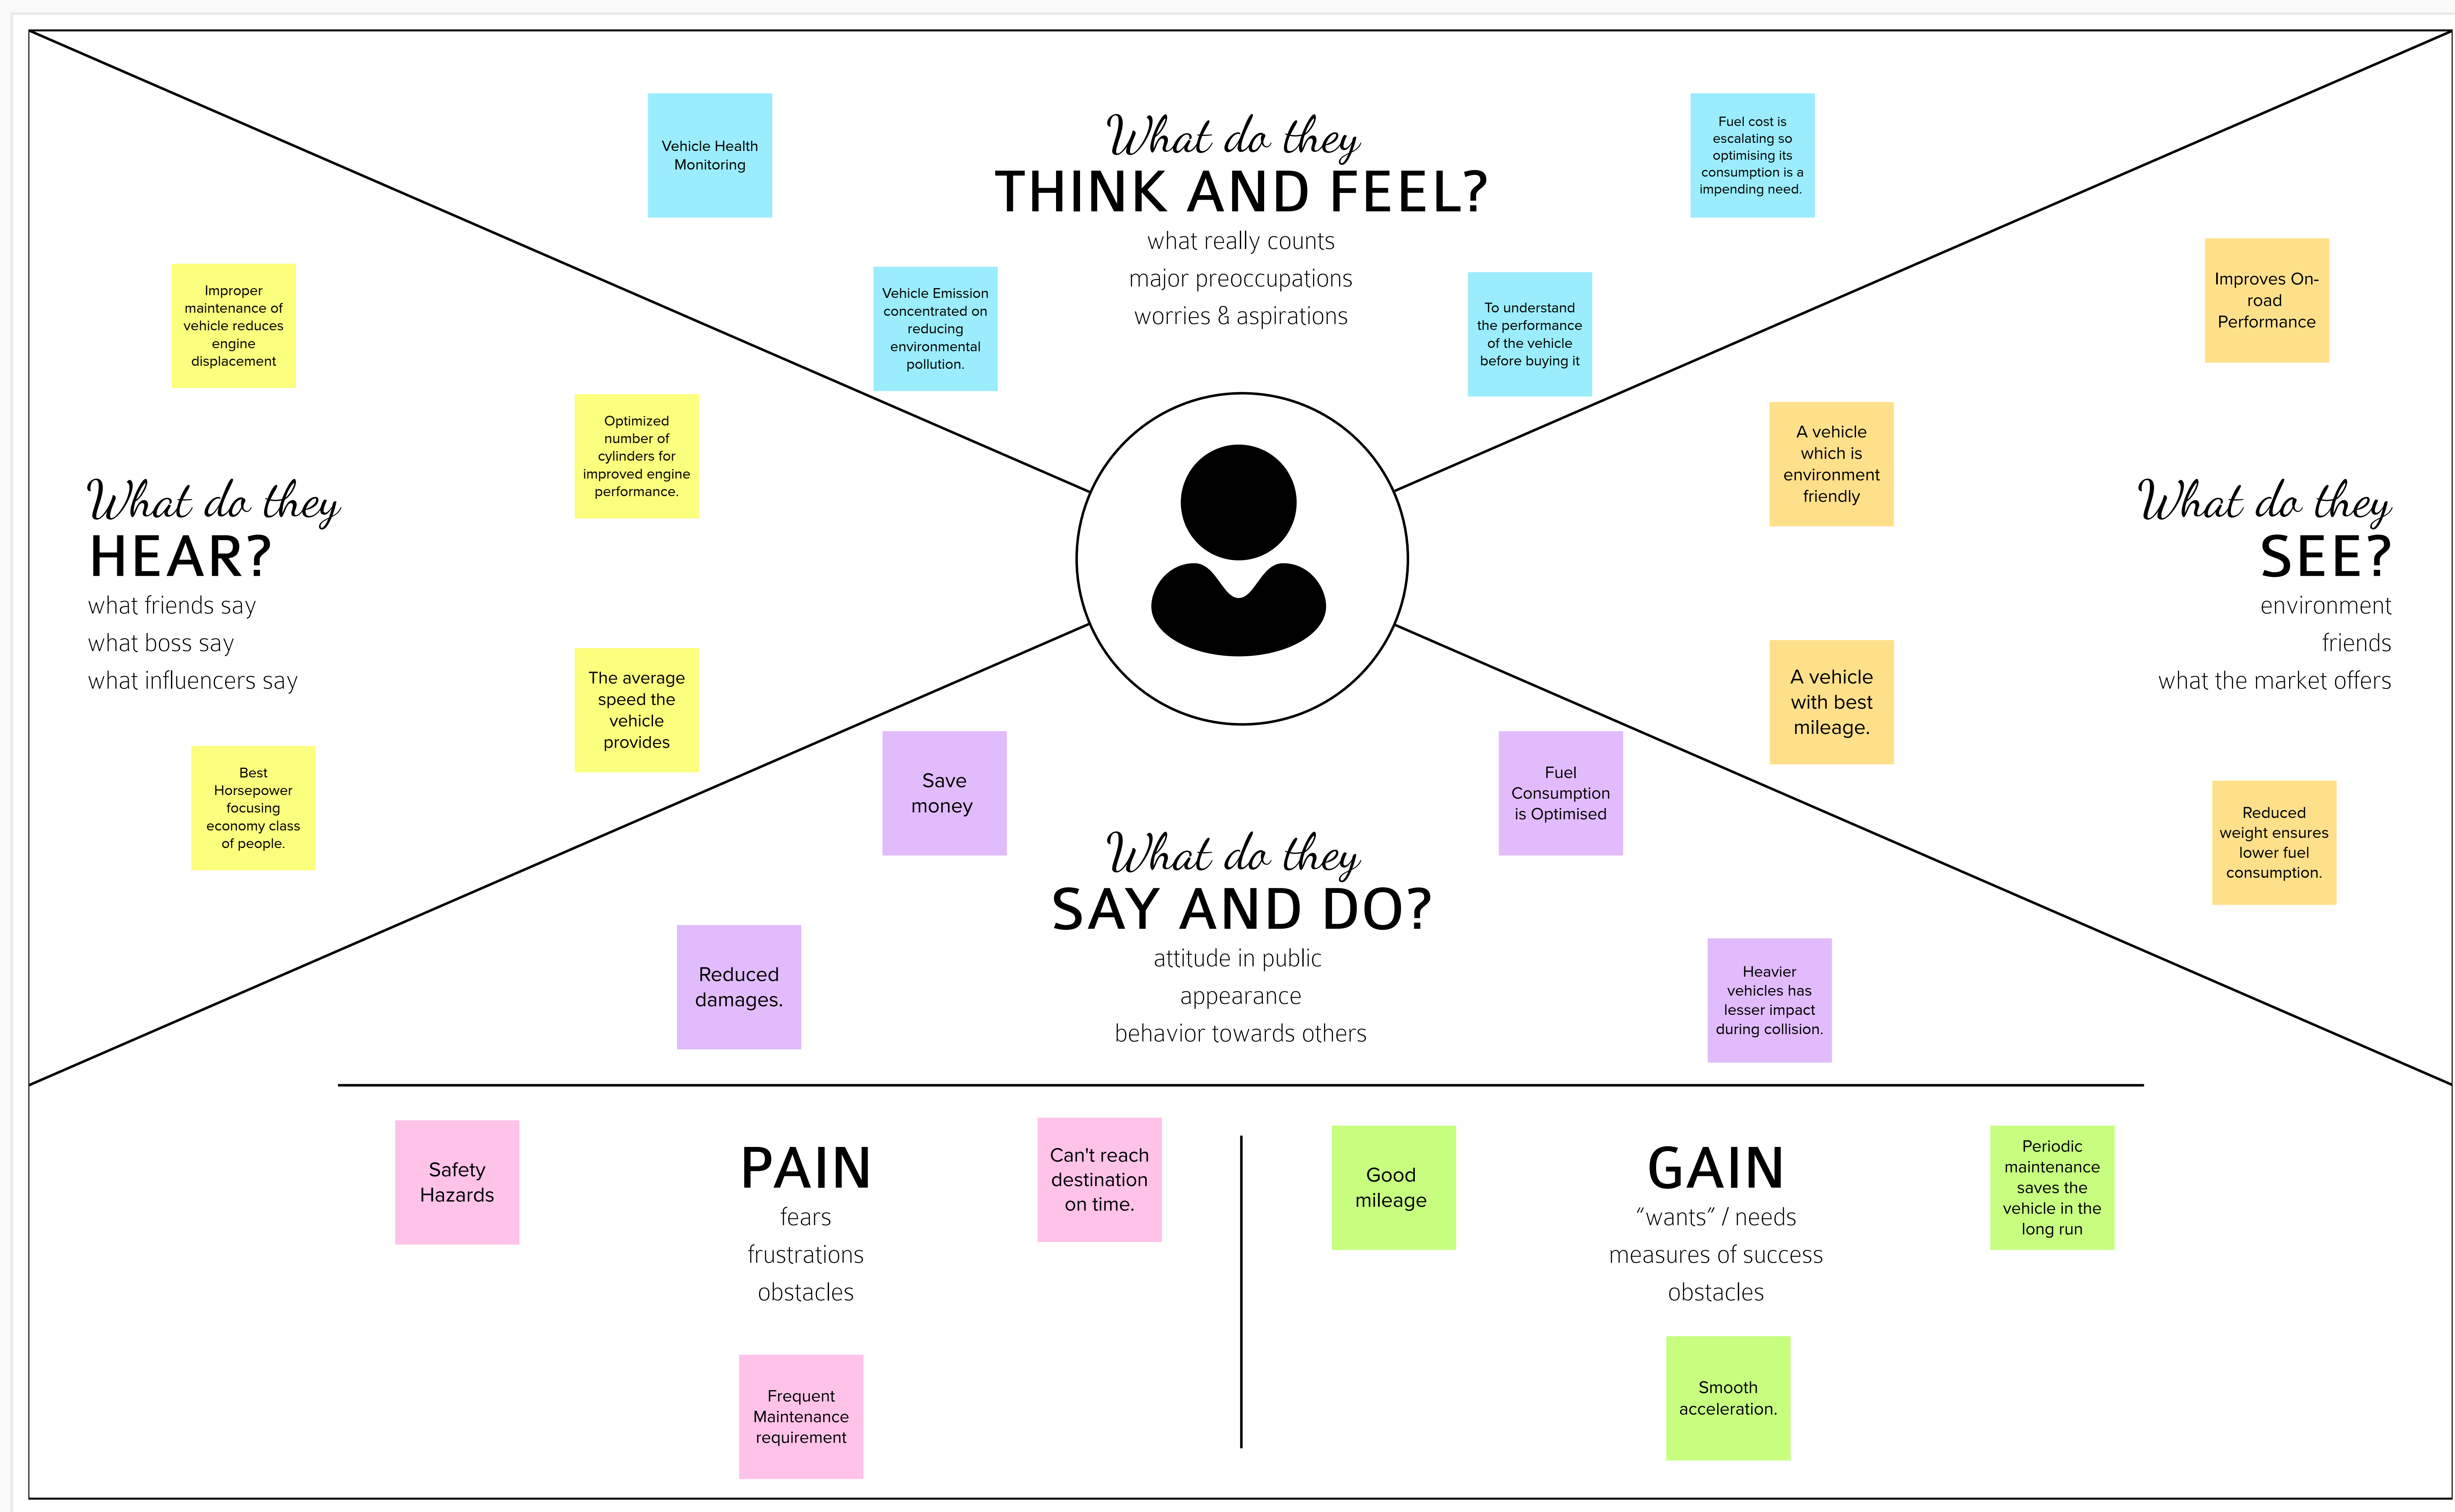 What do they
THINK AND FEEL?
what really counts
major preoccupations
worries & aspirations
Vehicle Health
Monitoring
Vehicle Emission
concentrated on
reducing
environmental
pollution.
Fuel cost is
escalating so
optimising its
consumption is a
impending need.
To understand
the performance
of the vehicle
before buying it
What do they
HEAR?
what friends say
what boss say
what influencers say
Improper
maintenance of
vehicle reduces
engine
displacement
Optimized
number of
cylinders for
improved engine
performance.
The average
speed the
vehicle
provides
Best
Horsepower
focusing
economy class
of people.
What do they
SEE?
environment
friends
what the market offers
Improves On-
road
Performance
A vehicle
which is
environment
friendly
A vehicle
with best
mileage.
Reduced
weight ensures
lower fuel
consumption.
What do they
SAY AND DO?
attitude in public
appearance
behavior towards others
Save
money
Fuel
Consumption
is Optimised
Reduced
damages.
Heavier
vehicles has
lesser impact
during collision.
PAIN
fears
frustrations
obstacles
Safety
Hazards
Can't reach
destination
on time.
Frequent
Maintenance
requirement
GAIN
“wants” / needs
measures of success
obstacles
Good
mileage
Periodic
maintenance
saves the
vehicle in the
long run
Smooth
acceleration.